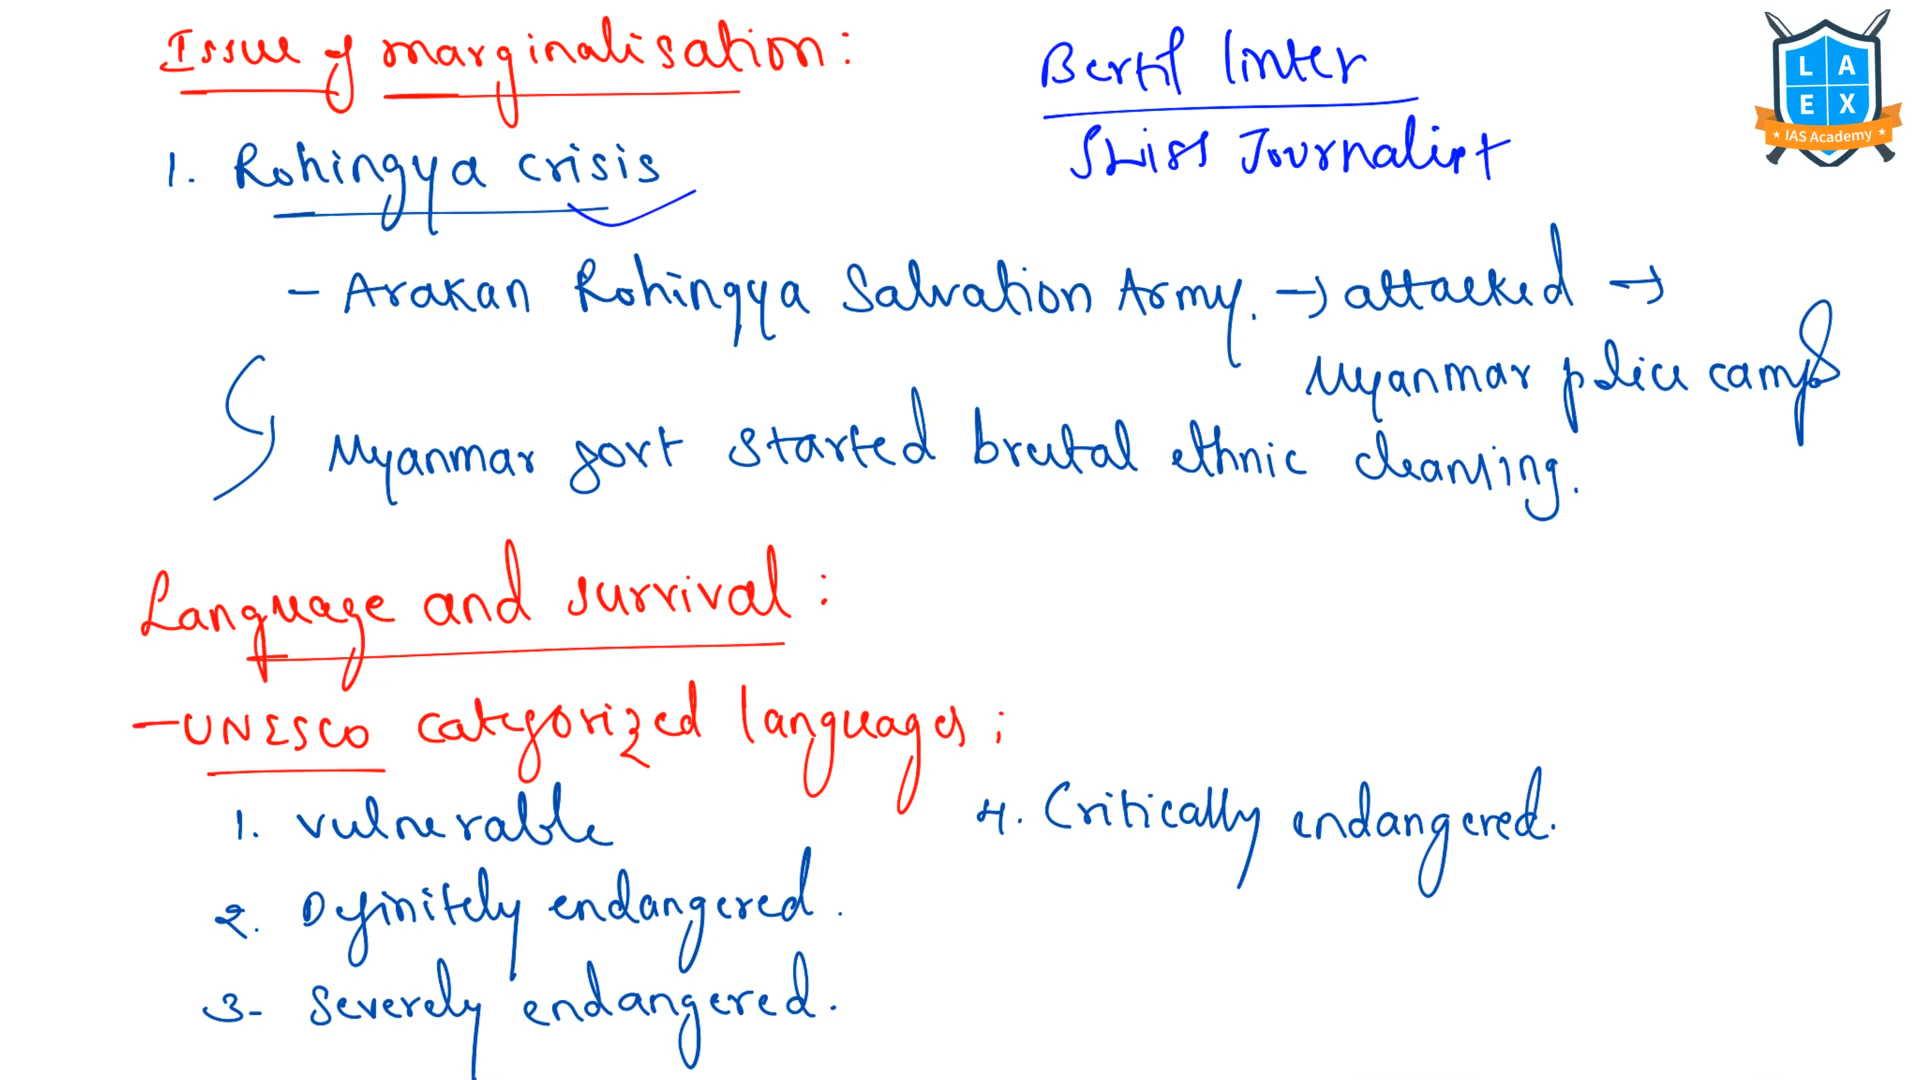 Issue of marginalisation:
Bertil linter
Swiss Journalist
1. Rohingya crisis
- Arakan Rohingya Salvation Army. → attacked →
Myanmar police camps
Myanmar govt started brutal ethnic cleansing.
Language and survival:
- UNESCO categorized languages;
1. vulnerable
2. Definitely endangered.
3- Severely endangered.
4. Critically endangered.
L A
E X
IAS Academy